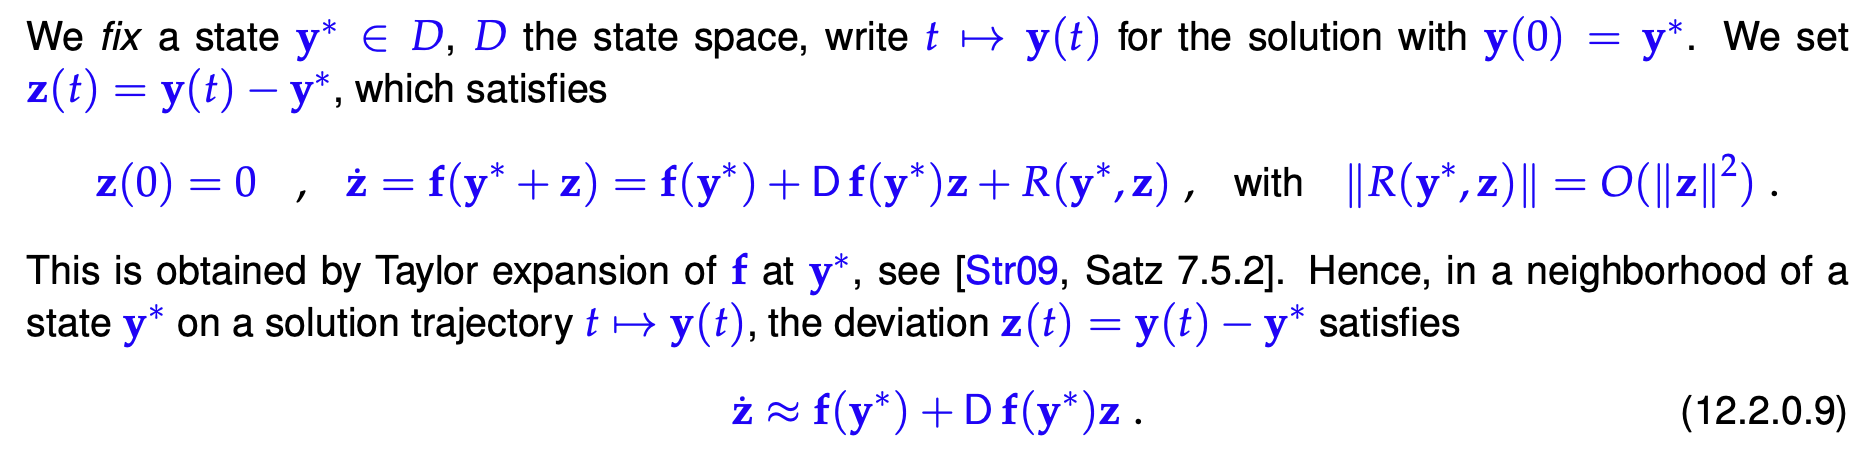 We fix a state y* ∈ D, D the state space, write t ↦ y(t) for the solution with y(0) = y*. We set
z(t) = y(t) − y*, which satisfies
z(0) = 0 , ż = f(y* + z) = f(y*) + D f(y*)z + R(y*, z) , with ‖R(y*, z)‖ = O(‖z‖²) .
This is obtained by Taylor expansion of f at y*, see [Str09, Satz 7.5.2]. Hence, in a neighborhood of a
state y* on a solution trajectory t ↦ y(t), the deviation z(t) = y(t) − y* satisfies
ż ≈ f(y*) + D f(y*)z . (12.2.0.9)